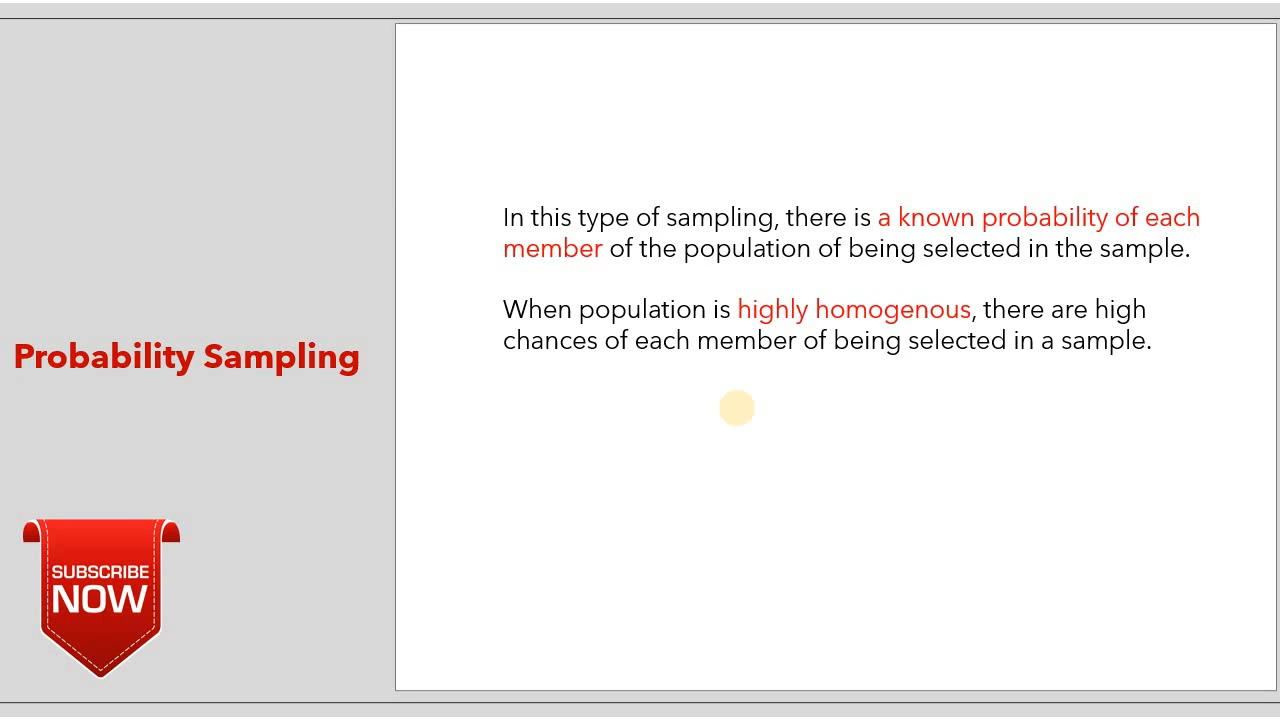 In this type of sampling, there is a known probability of each
member of the population of being selected in the sample.
When population is highly homogenous, there are high
chances of each member of being selected in a sample.
Probability Sampling
SUBSCRIBE
NOW